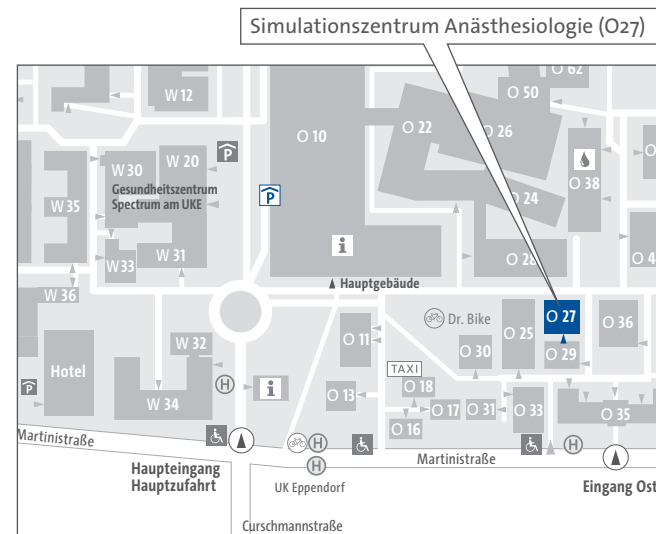 Simulationszentrum Anästhesiologie (O27)
W 12
O 10
O 22
O 50
O 62
O 26
O 24
O 38
W 30
W 20
P
Gesundheitszentrum
Spectrum am UKE
P
W 35
W 33
W 31
i
O 28
O 4
W 36
Hauptgebäude
O 27
O 36
Dr. Bike
O 25
W 32
O 11
O 30
O 29
Hotel
TAXI
P
H
i
O 18
W 34
O 13
O 17
O 31
O 33
O 35
O 16
Martinistraße
H
H
H
Martinistraße
Haupteingang
Hauptzufahrt
UK Eppendorf
Eingang Ost
Curschmannstraße